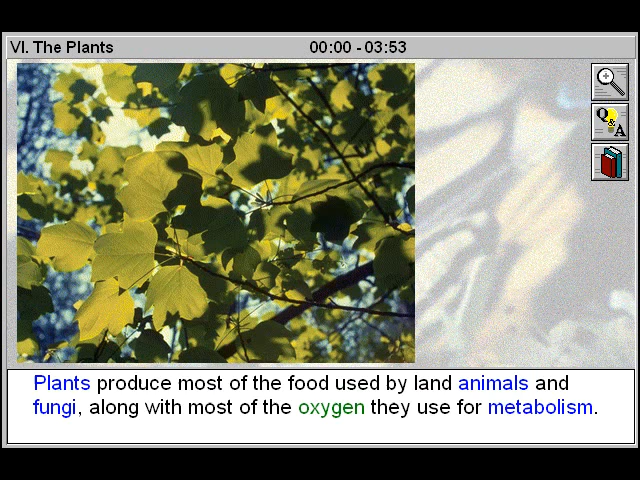 VI. The Plants 00:00 - 03:53
Q&A
Plants produce most of the food used by land animals and
fungi, along with most of the oxygen they use for metabolism.